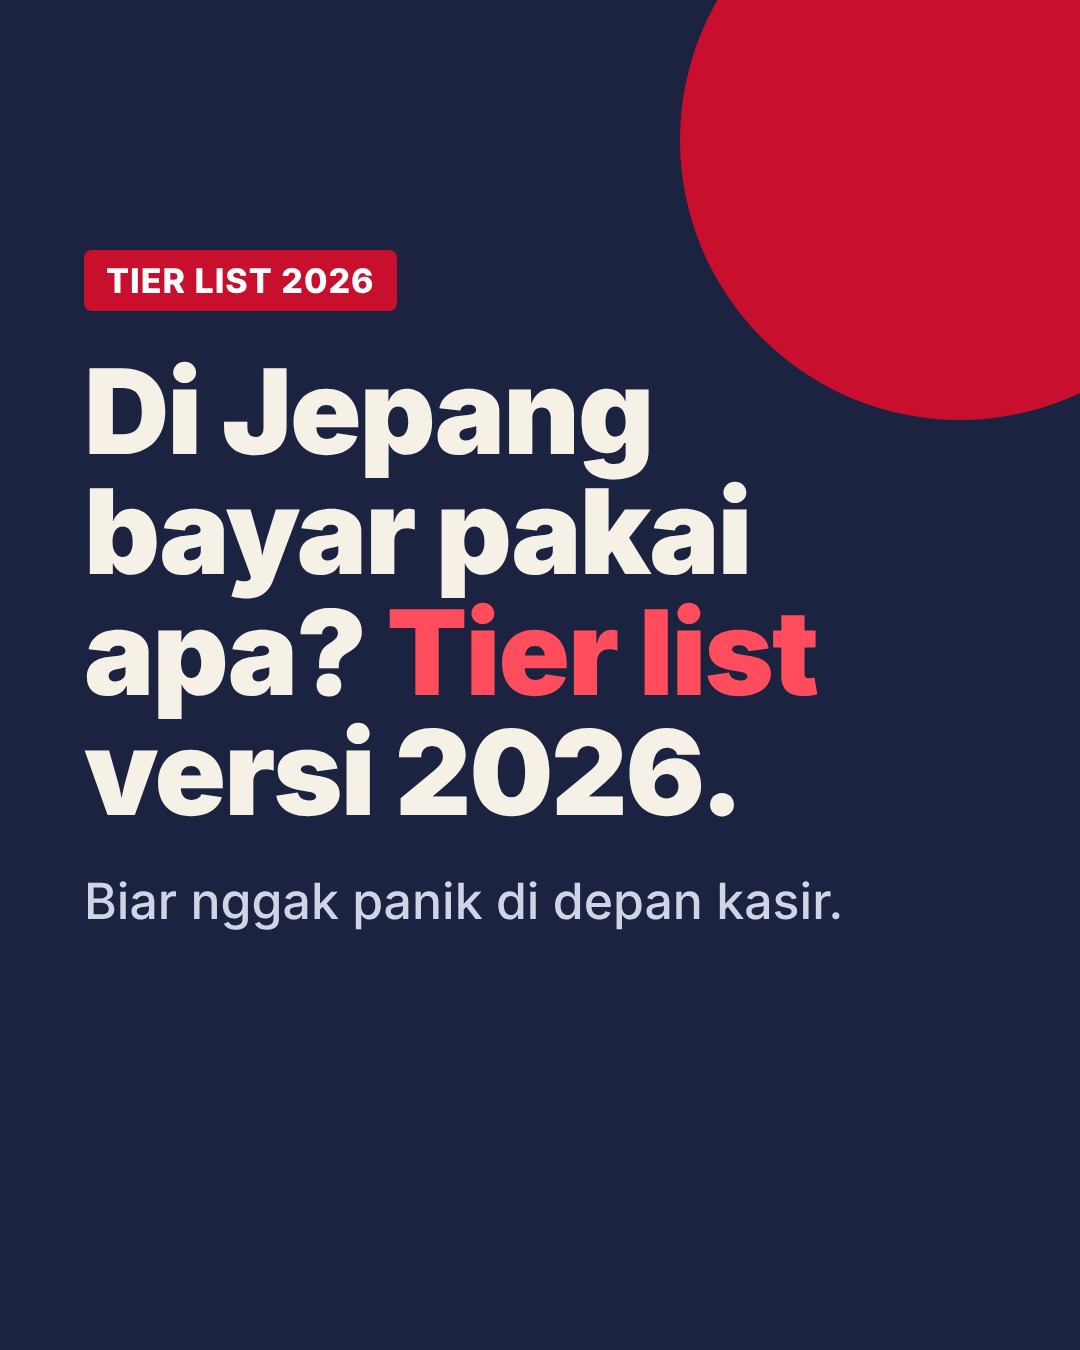 TIER LIST 2026
Di Jepang
bayar pakai
apa? Tier list
versi 2026.
Biar nggak panik di depan kasir.